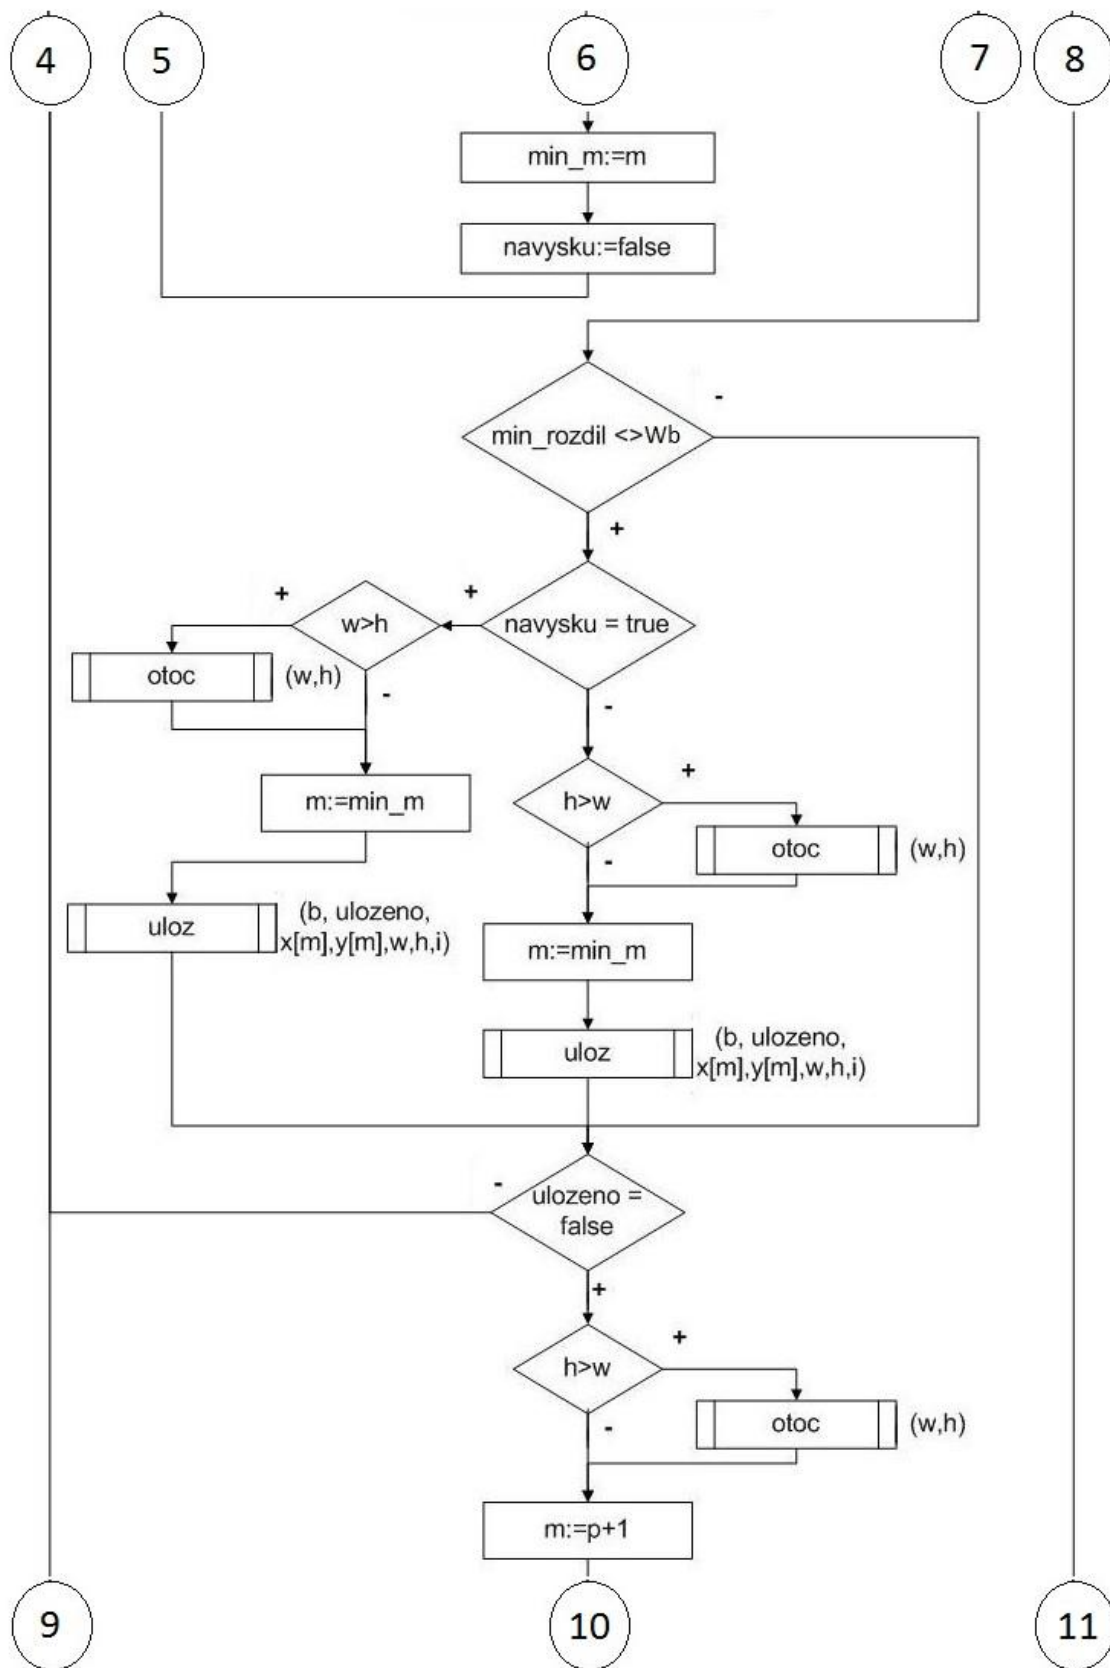 4 5 6 7 8
min_m:=m
navysku:=false
-
min_rozdil <>Wb
+
+ +
w>h navysku = true
otoc (w,h)
- -
+
m:=min_m h>w
otoc (w,h)
-
(b, ulozeno,
uloz x[m],y[m],w,h,i)
m:=min_m
(b, ulozeno,
uloz x[m],y[m],w,h,i)
-
ulozeno =
false
+
+
h>w
otoc (w,h)
-
m:=p+1
9 10 11